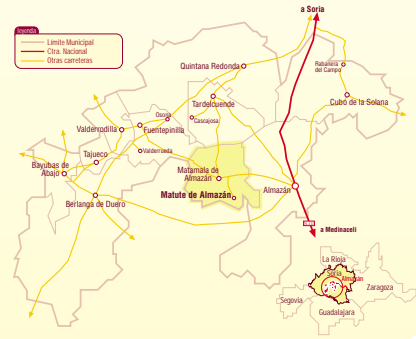 leyenda
Límite Municipal
Ctra. Nacional
Otras carreteras
a Soria
Quintana Redonda
Rabanera
del Campo
Tardelcuende
Cubo de la Solana
Osona
Cascajosa
Valderrodilla
Fuentepinilla
Valderrueda
Tajueco
Bayubas de
Abajo
Matamala de
Almazán
Almazán
Matute de Almazán
Berlanga de Duero
a Medinaceli
La Rioja
Soria
Almazán
Zaragoza
Segovia
Guadalajara